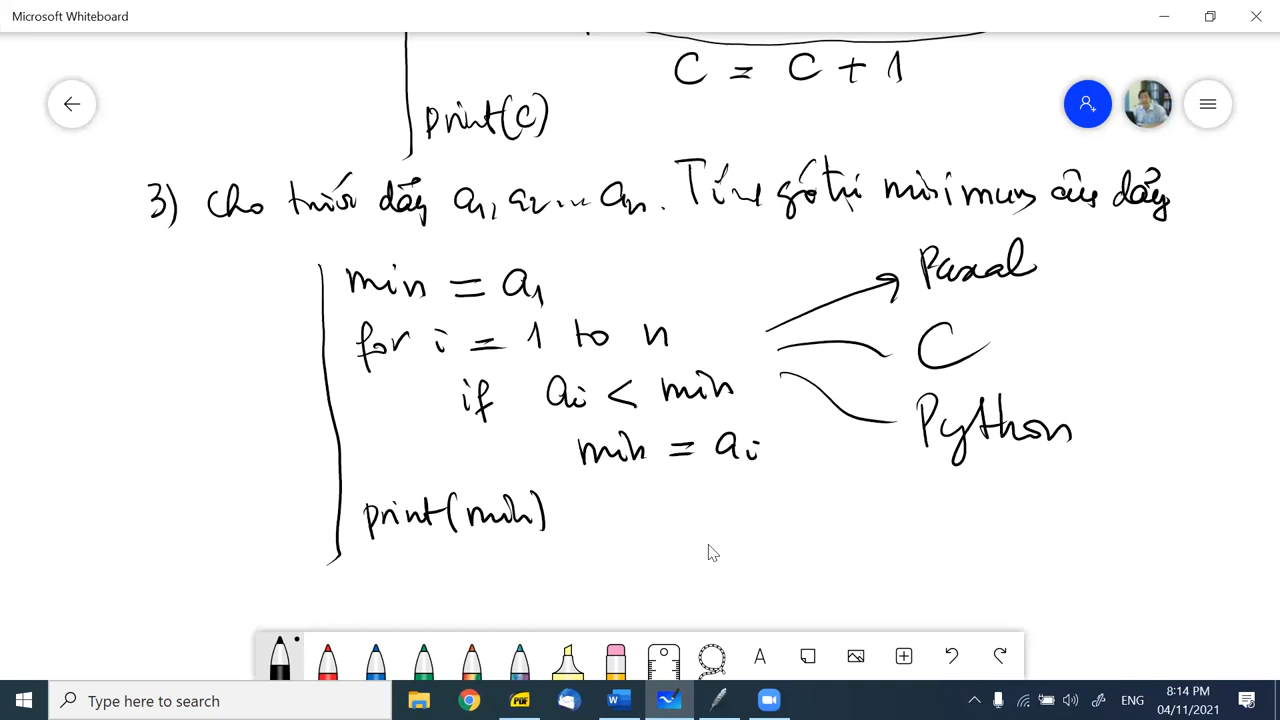 Microsoft Whiteboard
C = C + 1
print(C)
3) Cho trước dãy a1, a2 ... an. Tính giá trị minimum của dãy
min = a1
for i = 1 to n
if ai < min
min = ai
print(min)
Pascal
C
Python
A
Type here to search
PDF
ENG
8:14 PM
04/11/2021